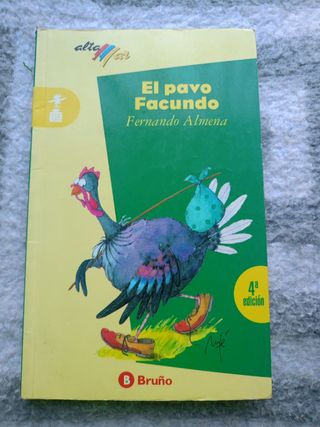 alta mar
El pavo
Facundo
Fernando Almena
4ª
edición
B Bruño